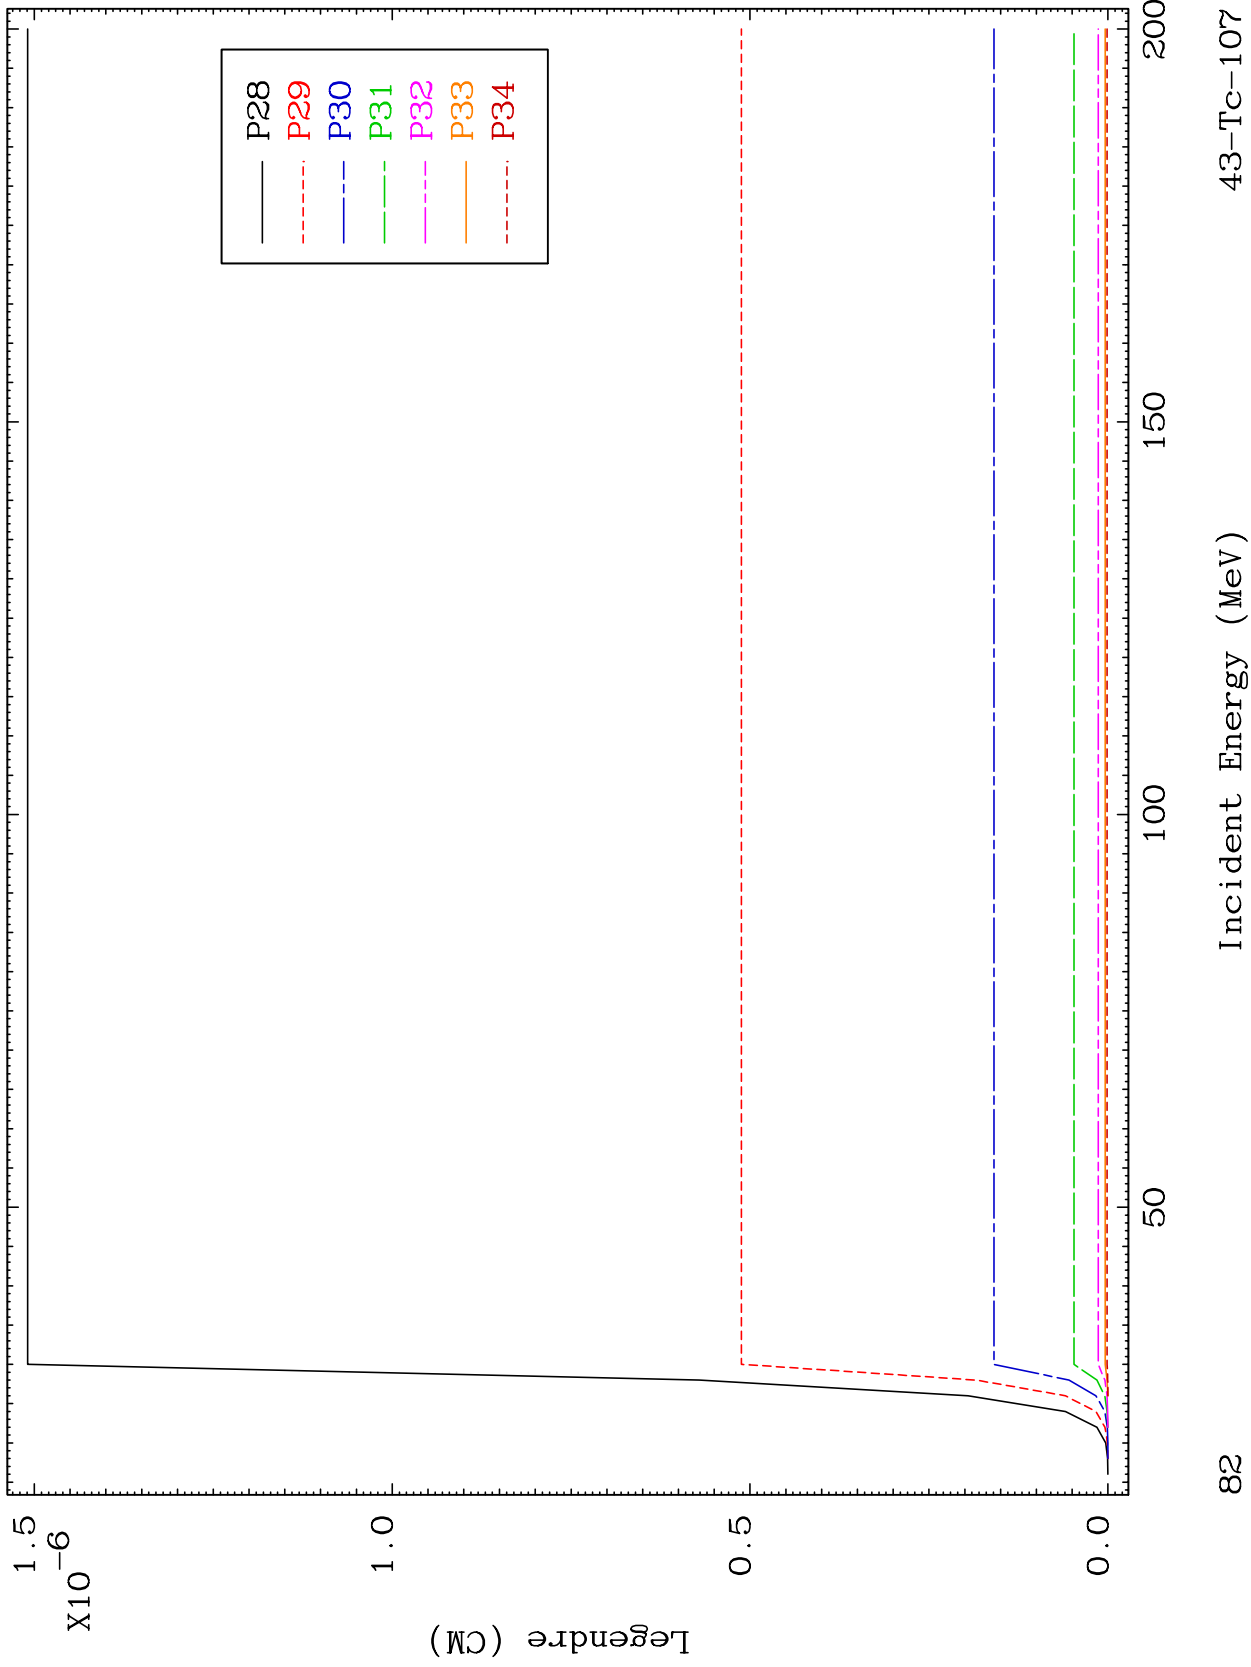 1.5
X10⁻⁶
1.0
0.5
0.0
Legendre (CM)
P28
P29
P30
P31
P32
P33
P34
50
100
150
200
Incident Energy (MeV)
82
43-Tc-107